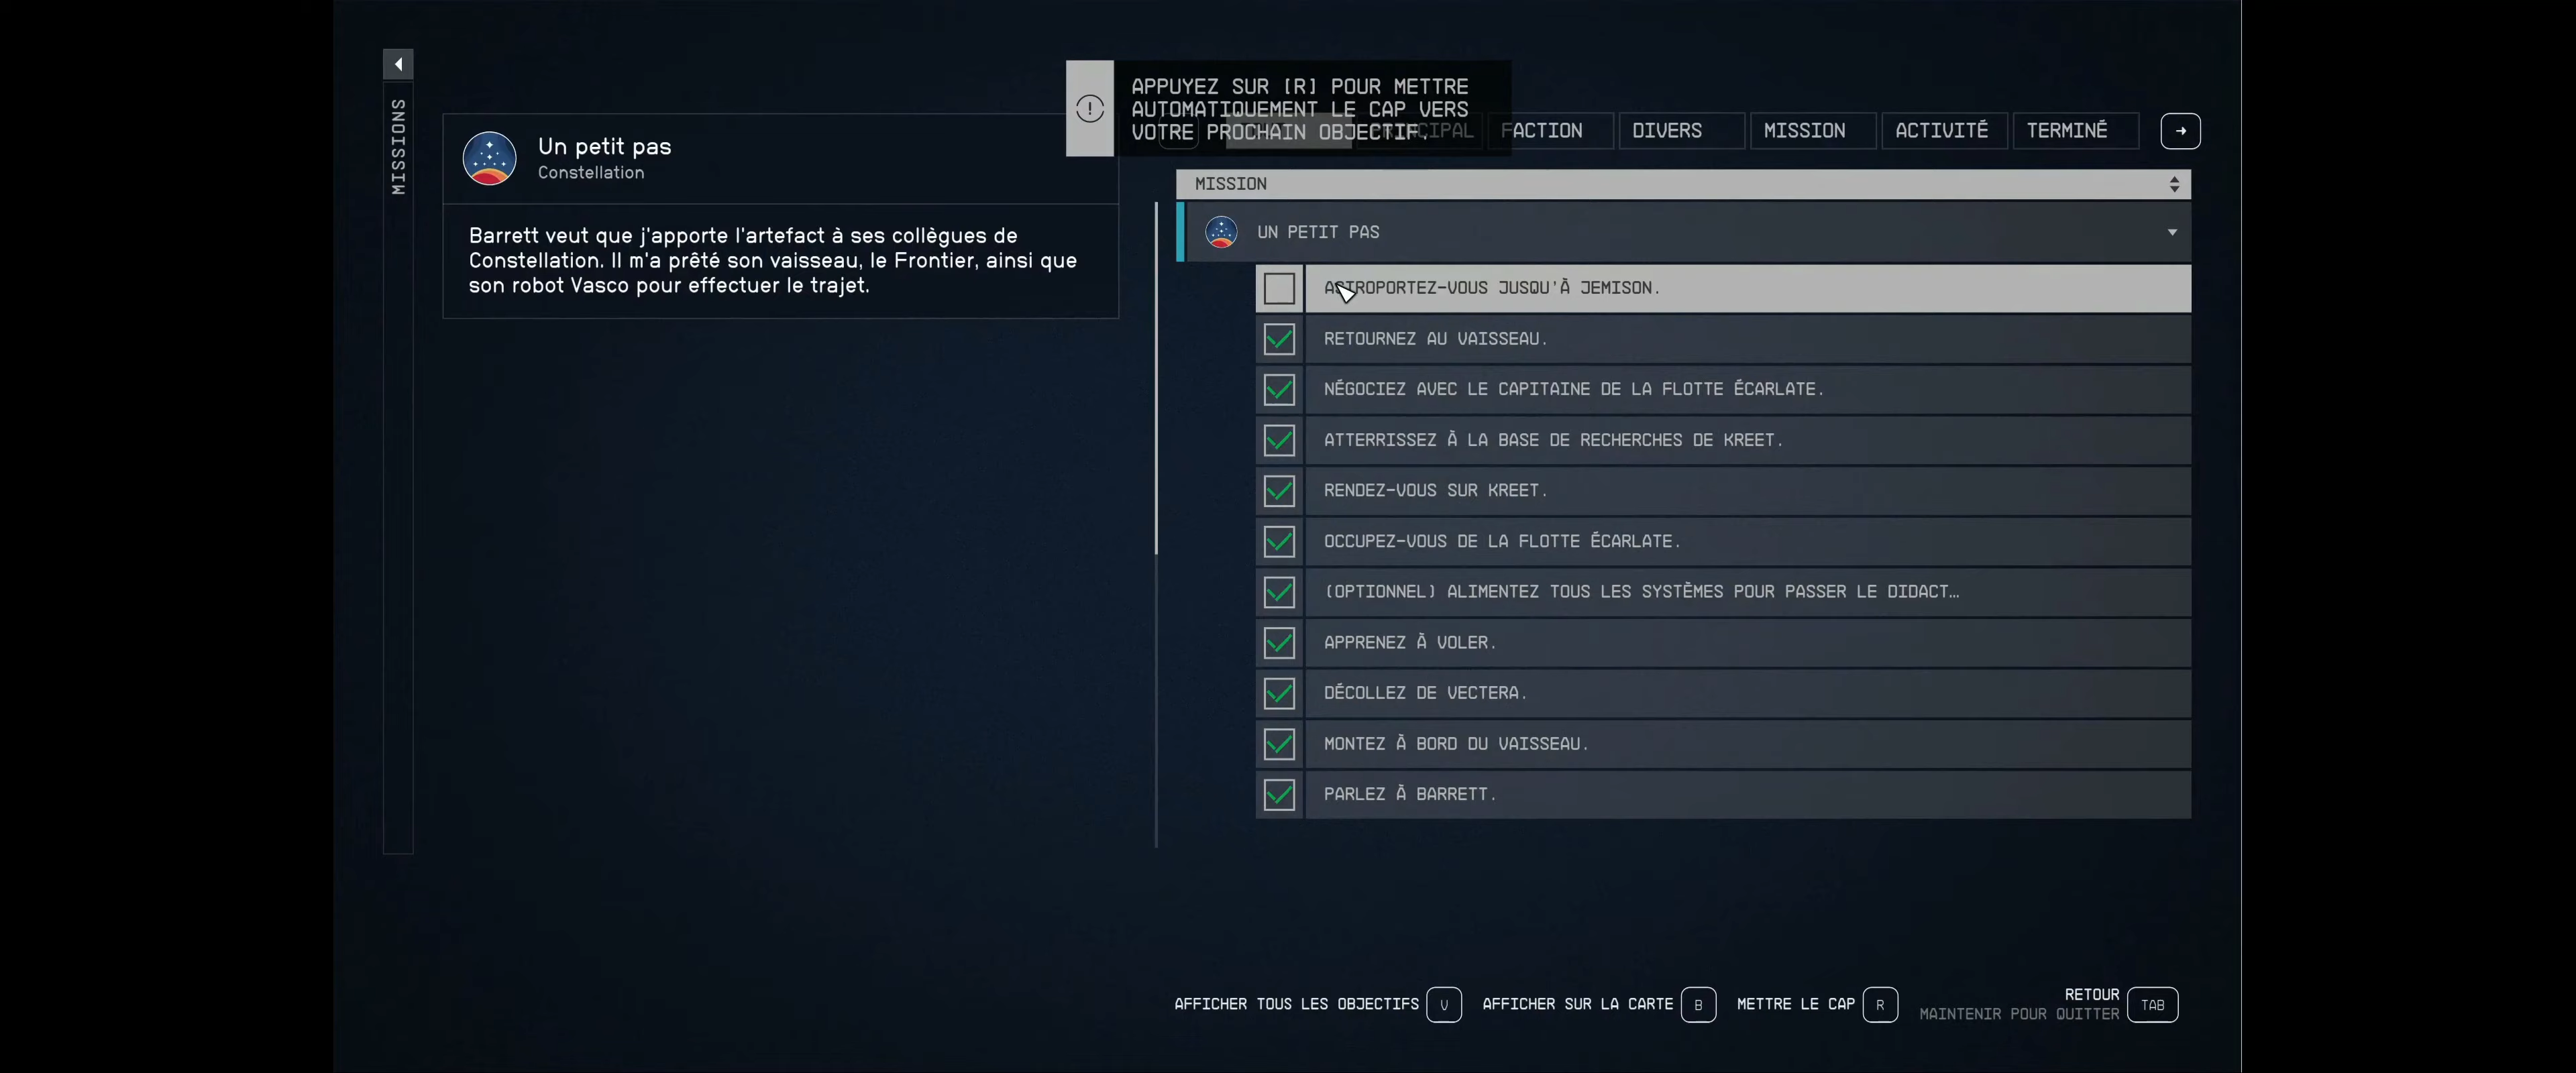 MISSIONS
APPUYEZ SUR [R] POUR METTRE
AUTOMATIQUEMENT LE CAP VERS
VOTRE PROCHAIN OBJECTIF.
PRINCIPAL
FACTION
DIVERS
MISSION
ACTIVITÉ
TERMINÉ
Un petit pas
Constellation
Barrett veut que j'apporte l'artefact à ses collègues de
Constellation. Il m'a prêté son vaisseau, le Frontier, ainsi que
son robot Vasco pour effectuer le trajet.
MISSION
UN PETIT PAS
ASTROPORTEZ-VOUS JUSQU'À JEMISON.
RETOURNEZ AU VAISSEAU.
NÉGOCIEZ AVEC LE CAPITAINE DE LA FLOTTE ÉCARLATE.
ATTERRISSEZ À LA BASE DE RECHERCHES DE KREET.
RENDEZ-VOUS SUR KREET.
OCCUPEZ-VOUS DE LA FLOTTE ÉCARLATE.
(OPTIONNEL) ALIMENTEZ TOUS LES SYSTÈMES POUR PASSER LE DIDACT...
APPRENEZ À VOLER.
DÉCOLLEZ DE VECTERA.
MONTEZ À BORD DU VAISSEAU.
PARLEZ À BARRETT.
AFFICHER TOUS LES OBJECTIFS V
AFFICHER SUR LA CARTE B
METTRE LE CAP R
RETOUR
MAINTENIR POUR QUITTER
TAB